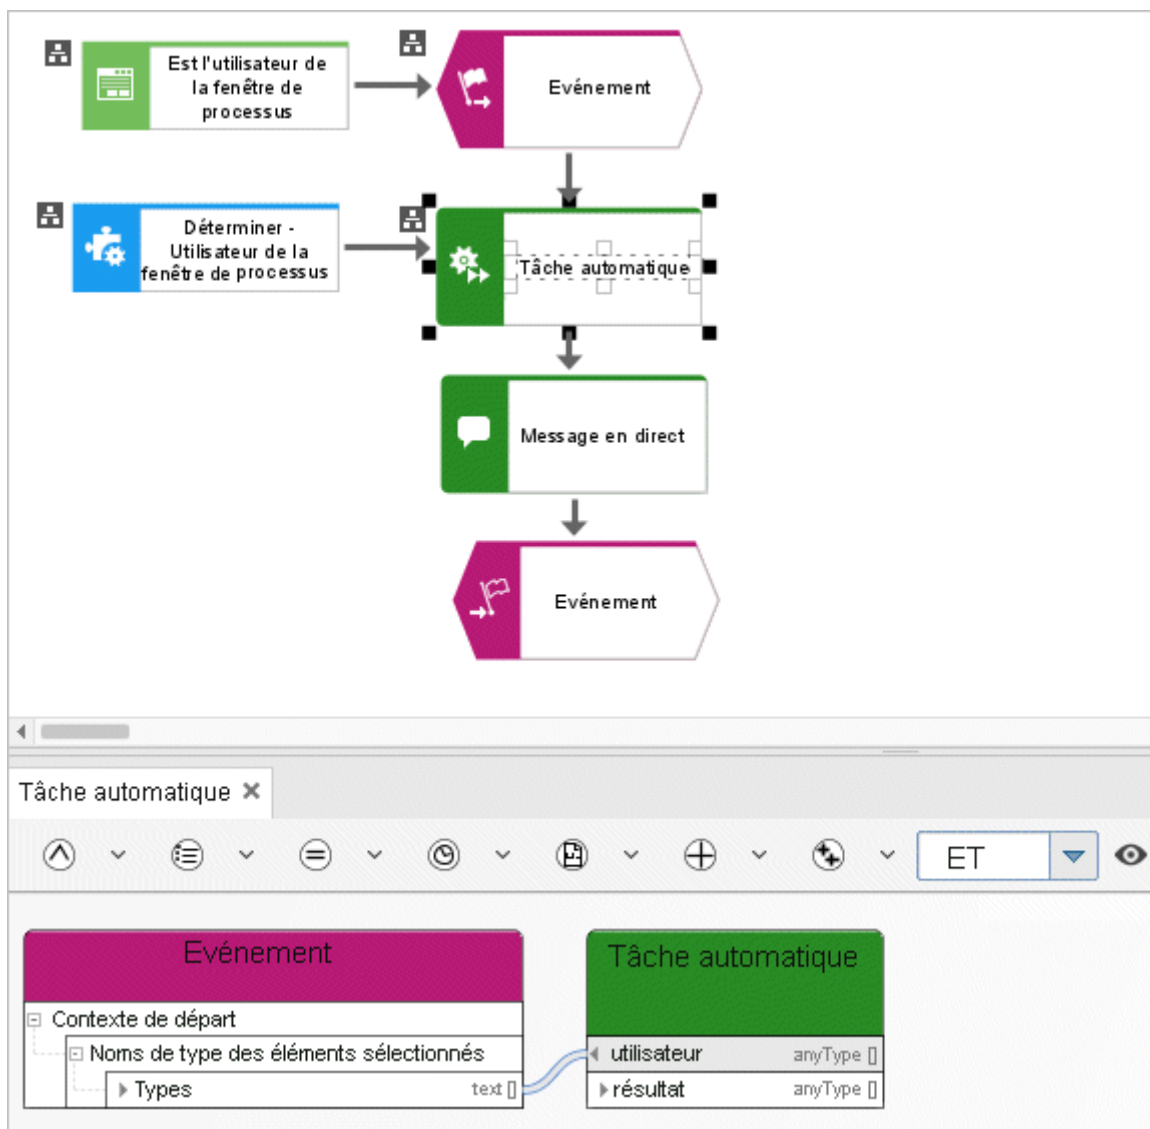 Est l'utilisateur de
la fenêtre de
processus
Evénement
Déterminer -
Utilisateur de la
fenêtre de processus
Tâche automatique
Message en direct
Evénement
Tâche automatique
ET
Evénement
Tâche automatique
Contexte de départ
Noms de type des éléments sélectionnés
utilisateur anyType []
Types text []
résultat anyType []